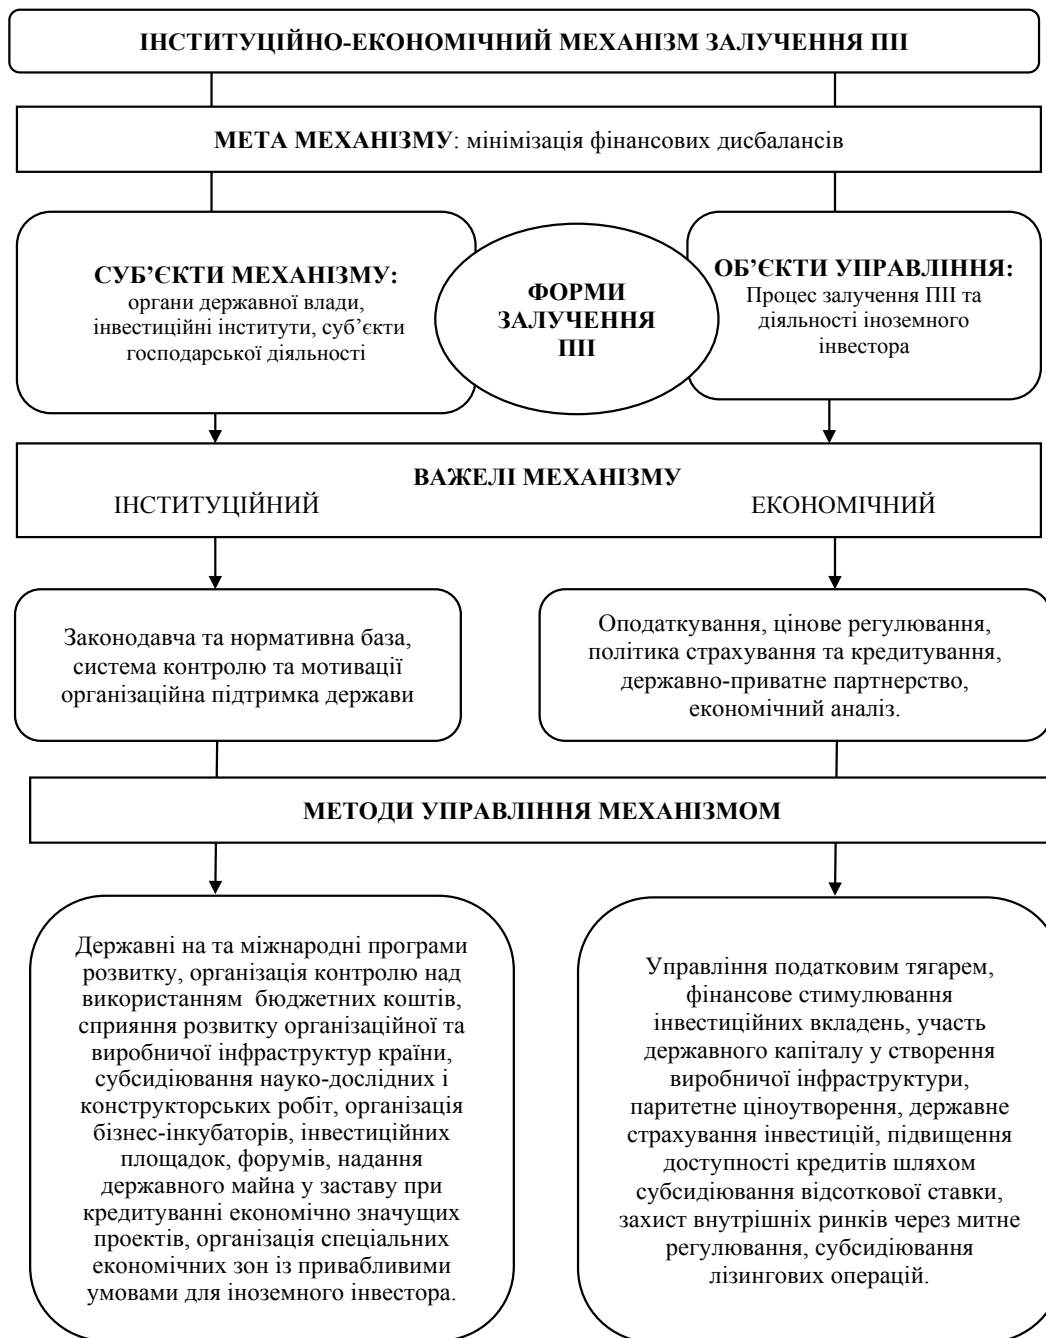 ІНСТИТУЦІЙНО-ЕКОНОМІЧНИЙ МЕХАНІЗМ ЗАЛУЧЕННЯ ПІІ
МЕТА МЕХАНІЗМУ: мінімізація фінансових дисбалансів
СУБ’ЄКТИ МЕХАНІЗМУ:
органи державної влади,
інвестиційні інститути, суб’єкти
господарської діяльності
ФОРМИ
ЗАЛУЧЕННЯ
ПІІ
ОБ’ЄКТИ УПРАВЛІННЯ:
Процес залучення ПІІ та
діяльності іноземного
інвестора
ВАЖЕЛІ МЕХАНІЗМУ
ІНСТИТУЦІЙНИЙ ЕКОНОМІЧНИЙ
Законодавча та нормативна база,
система контролю та мотивації
організаційна підтримка держави
Оподаткування, цінове регулювання,
політика страхування та кредитування,
державно-приватне партнерство,
економічний аналіз.
МЕТОДИ УПРАВЛІННЯ МЕХАНІЗМОМ
Державні на та міжнародні програми
розвитку, організація контролю над
використанням бюджетних коштів,
сприяння розвитку організаційної та
виробничої інфраструктур країни,
субсидіювання науко-дослідних і
конструкторських робіт, організація
бізнес-інкубаторів, інвестиційних
площадок, форумів, надання
державного майна у заставу при
кредитуванні економічно значущих
проектів, організація спеціальних
економічних зон із привабливими
умовами для іноземного інвестора.
Управління податковим тягарем,
фінансове стимулювання
інвестиційних вкладень, участь
державного капіталу у створення
виробничої інфраструктури,
паритетне ціноутворення, державне
страхування інвестицій, підвищення
доступності кредитів шляхом
субсидіювання відсоткової ставки,
захист внутрішніх ринків через митне
регулювання, субсидіювання
лізингових операцій.